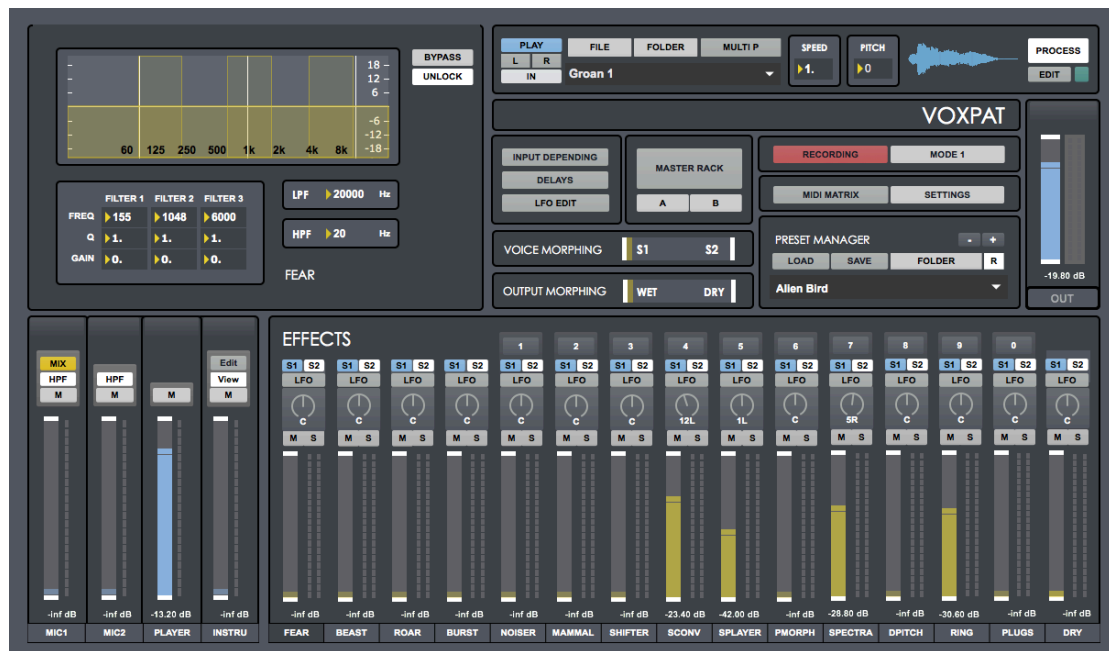 18
12
6
-6
-12
-18
60 125 250 500 1k 2k 4k 8k
BYPASS
UNLOCK
FILTER 1 FILTER 2 FILTER 3
FREQ 155 1048 6000
Q 1. 1. 1.
GAIN 0. 0. 0.
LPF 20000 Hz
HPF 20 Hz
FEAR
PLAY FILE FOLDER MULTI P
L R
IN
Groan 1
SPEED
1.
PITCH
0
PROCESS
EDIT
VOXPAT
INPUT DEPENDING
DELAYS
LFO EDIT
MASTER RACK
A B
RECORDING MODE 1
MIDI MATRIX SETTINGS
VOICE MORPHING S1 S2
OUTPUT MORPHING WET DRY
PRESET MANAGER - +
LOAD SAVE FOLDER R
Alien Bird
-19.80 dB
OUT
MIX
HPF HPF
M M M
Edit
View
M
-inf dB -inf dB -13.20 dB -inf dB
MIC1 MIC2 PLAYER INSTRU
EFFECTS
1 2 3 4 5 6 7 8 9 0
S1 S2 S1 S2 S1 S2 S1 S2 S1 S2 S1 S2 S1 S2 S1 S2 S1 S2 S1 S2 S1 S2 S1 S2 S1 S2 S1 S2 S1 S2
LFO LFO LFO LFO LFO LFO LFO LFO LFO LFO LFO LFO LFO LFO LFO
C C C C C C C 12L 1L C 5R C C C C
M S M S M S M S M S M S M S M S M S M S M S M S M S M S M S
-inf dB -inf dB -inf dB -inf dB -inf dB -inf dB -inf dB -23.40 dB -42.00 dB -inf dB -28.80 dB -inf dB -30.60 dB -inf dB -inf dB
FEAR BEAST ROAR BURST NOISER MAMMAL SHIFTER SCONV SPLAYER PMORPH SPECTRA DPITCH RING PLUGS DRY